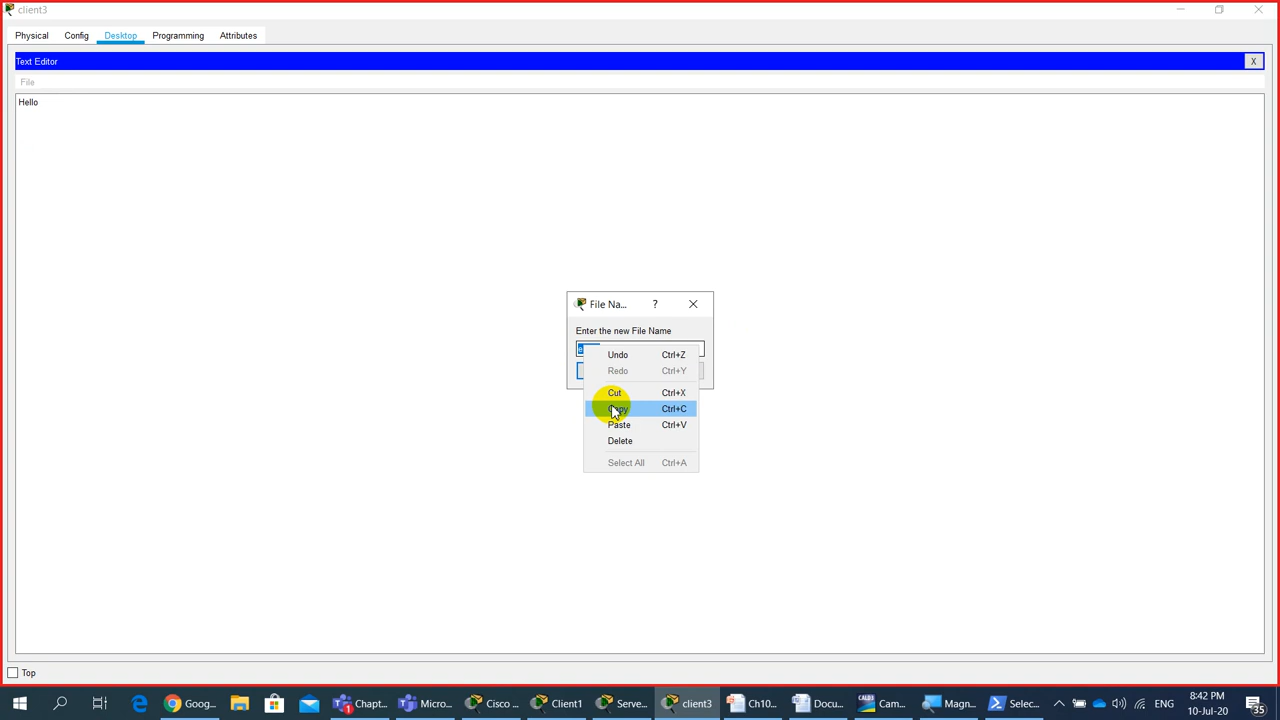 client3
Physical Config Desktop Programming Attributes
Text Editor X
File
Hello
File Na... ?
Enter the new File Name
Undo Ctrl+Z
Redo Ctrl+Y
Cut Ctrl+X
Copy Ctrl+C
Paste Ctrl+V
Delete
Select All Ctrl+A
Top
Goog... Chapt... Micro... Cisco ... Client1 Serve... client3 Ch10... Docu... Cam... Magn... Selec... ENG 8:42 PM
10-Jul-20 35